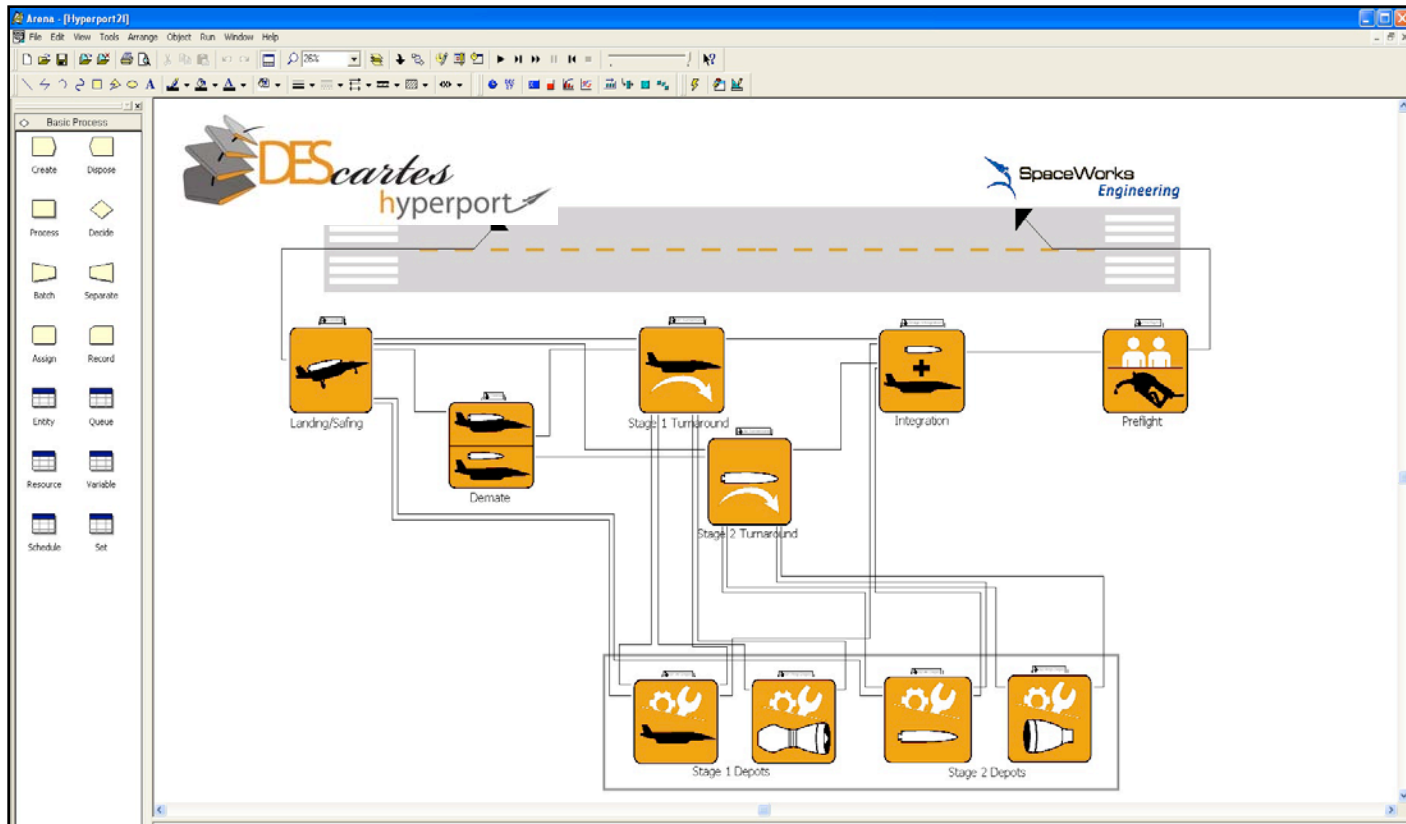 Arena - [Hyperport2f]
File Edit View Tools Arrange Object Run Window Help
26%
Basic Process
Create Dispose
Process Decide
Batch Separate
Assign Record
Entity Queue
Resource Variable
Schedule Set
DEScartes
hyperport
SpaceWorks
Engineering
Landing/Safing
Stage 1 Turnaround
Integration
Preflight
Demate
Stage 2 Turnaround
Stage 1 Depots
Stage 2 Depots